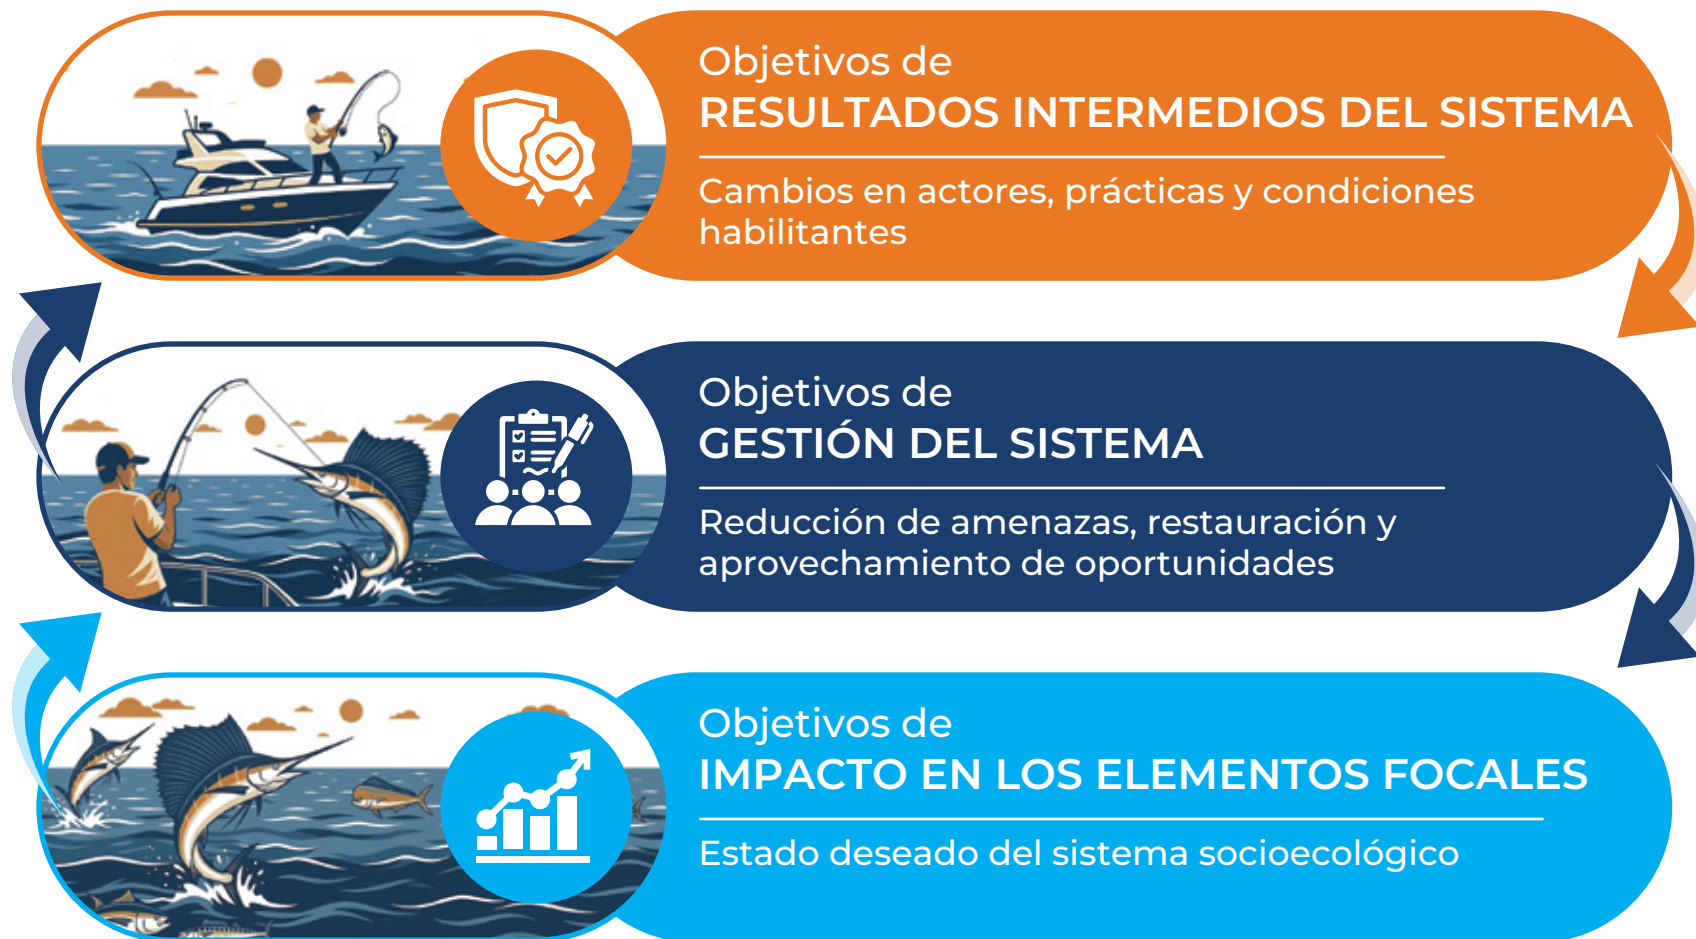 Objetivos de
RESULTADOS INTERMEDIOS DEL SISTEMA
Cambios en actores, prácticas y condiciones
habilitantes
Objetivos de
GESTIÓN DEL SISTEMA
Reducción de amenazas, restauración y
aprovechamiento de oportunidades
Objetivos de
IMPACTO EN LOS ELEMENTOS FOCALES
Estado deseado del sistema socioecológico